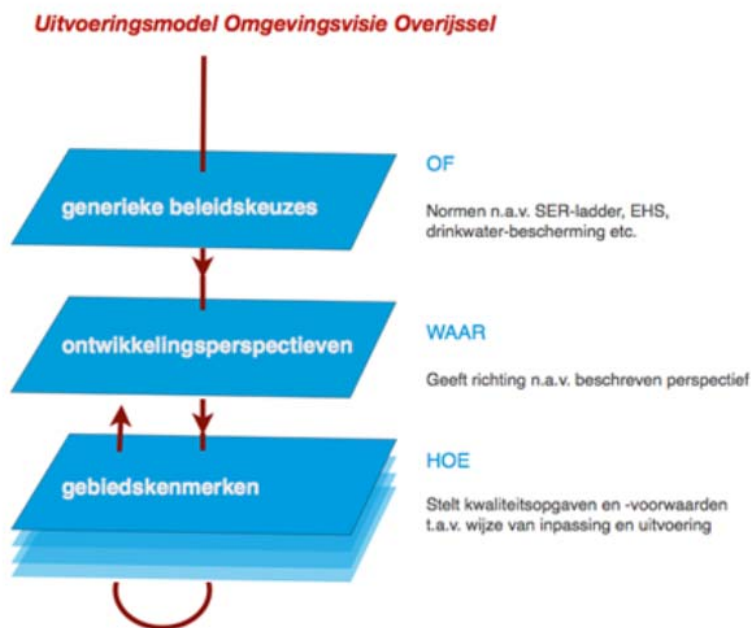 Uitvoeringsmodel Omgevingsvisie Overijssel
generieke beleidskeuzes
OF
Normen n.a.v. SER-ladder, EHS,
drinkwater-bescherming etc.
ontwikkelingsperspectieven
WAAR
Geeft richting n.a.v. beschreven perspectief
gebiedskenmerken
HOE
Stelt kwaliteitsopgaven en -voorwaarden
t.a.v. wijze van inpassing en uitvoering